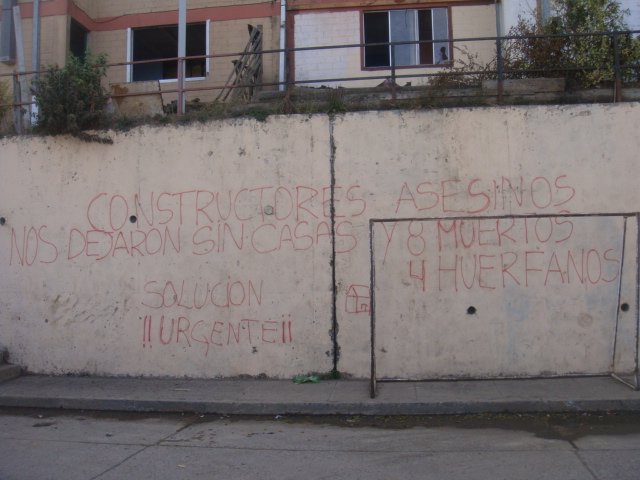 CONSTRUCTORES ASESINOS
NOS DEJARON SIN CASAS Y 8 MUERTOS
4 HUERFANOS
SOLUCION
!!URGENTE¡¡